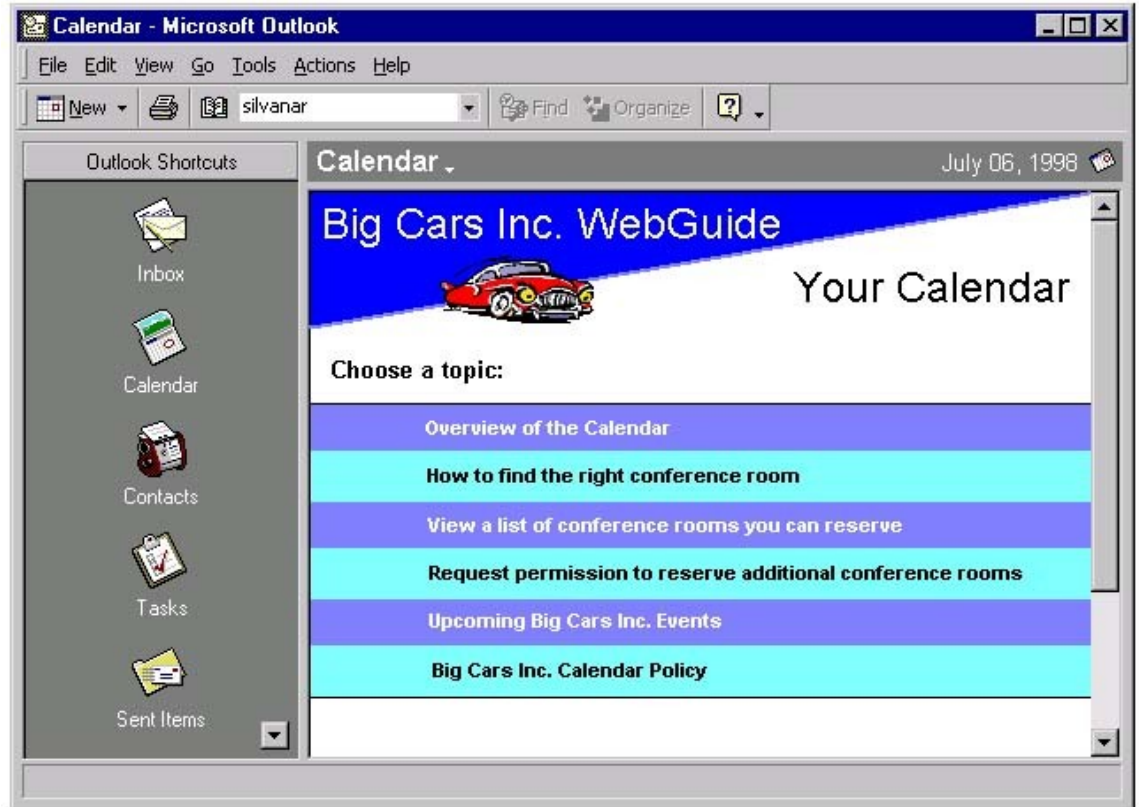 Calendar - Microsoft Outlook
File Edit View Go Tools Actions Help
New silvanar Find Organize
Outlook Shortcuts
Calendar July 06, 1998
Inbox
Calendar
Contacts
Tasks
Sent Items
Big Cars Inc. WebGuide
Your Calendar
Choose a topic:
Overview of the Calendar
How to find the right conference room
View a list of conference rooms you can reserve
Request permission to reserve additional conference rooms
Upcoming Big Cars Inc. Events
Big Cars Inc. Calendar Policy